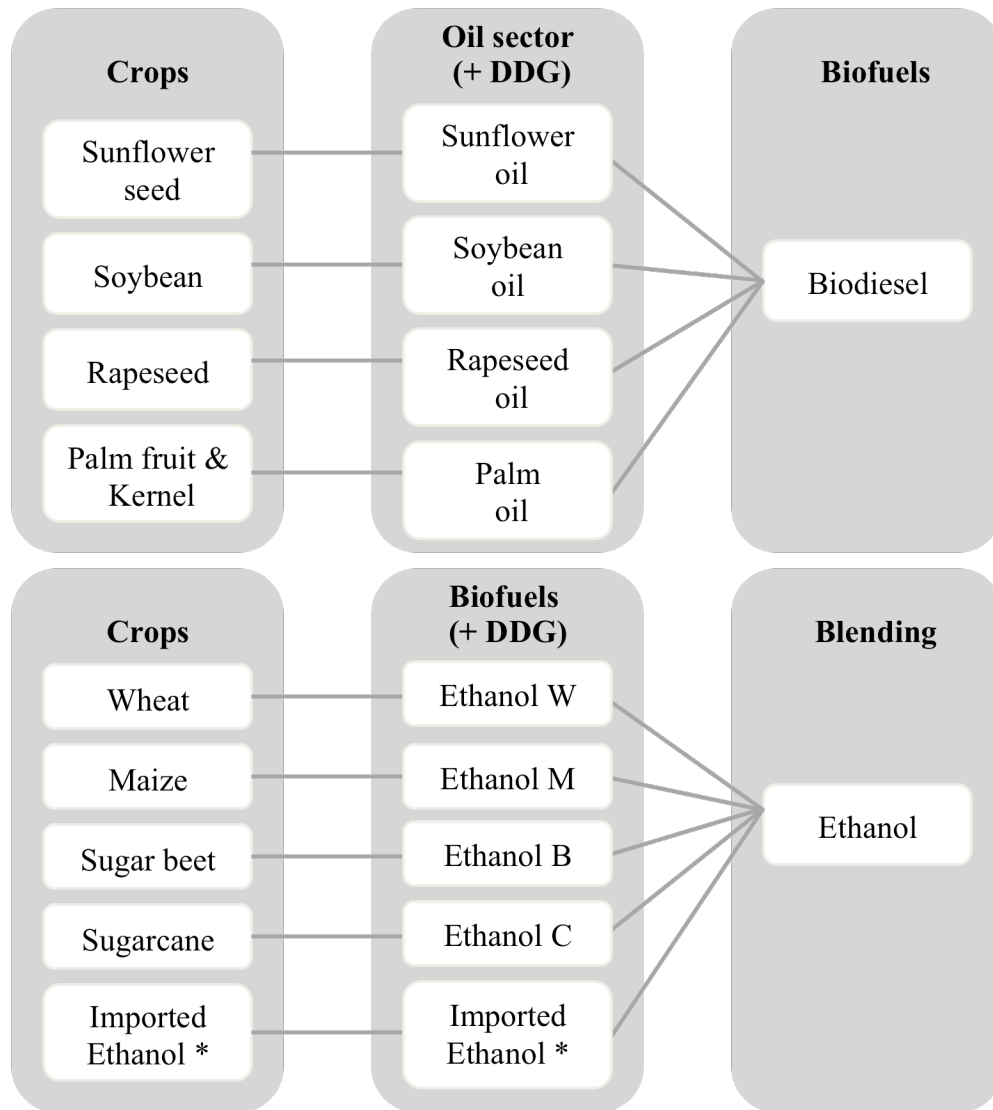 Crops
Sunflower
seed
Soybean
Rapeseed
Palm fruit &
Kernel
Oil sector
(+ DDG)
Sunflower
oil
Soybean
oil
Rapeseed
oil
Palm
oil
Biofuels
Biodiesel
Crops
Wheat
Maize
Sugar beet
Sugarcane
Imported
Ethanol *
Biofuels
(+ DDG)
Ethanol W
Ethanol M
Ethanol B
Ethanol C
Imported
Ethanol *
Blending
Ethanol